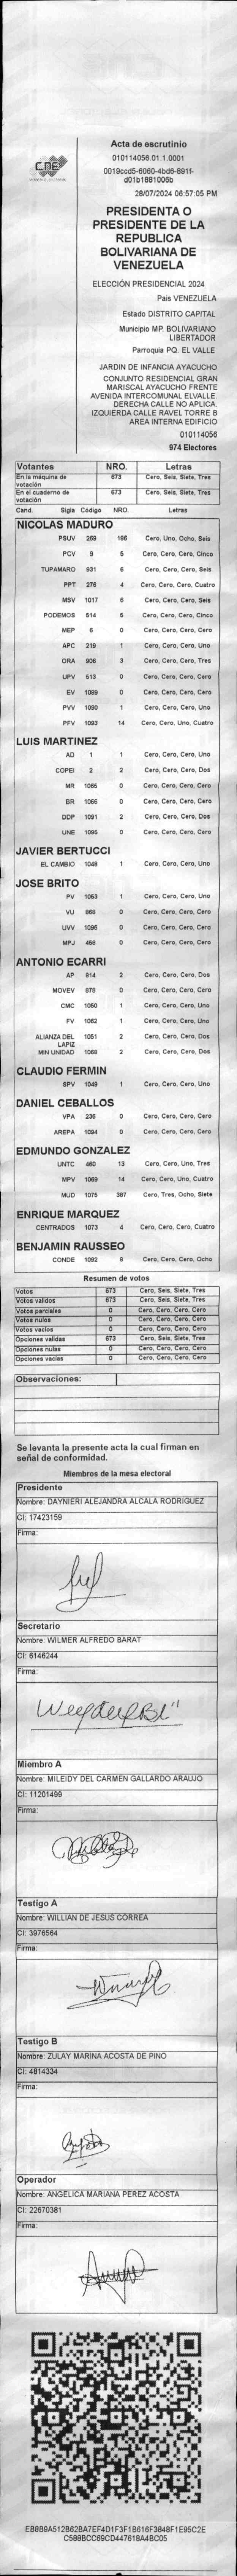 CNE
Acta de escrutinio
010114056.01.1.0001
0019ccd5-6060-4bd6-891f-
d01b1881006b
28/07/2024 06:57:05 PM
PRESIDENTA O
PRESIDENTE DE LA
REPUBLICA
BOLIVARIANA DE
VENEZUELA
ELECCIÓN PRESIDENCIAL 2024
Pais VENEZUELA
Estado DISTRITO CAPITAL
Municipio MP. BOLIVARIANO
LIBERTADOR
Parroquia PQ. EL VALLE
JARDIN DE INFANCIA AYACUCHO
CONJUNTO RESIDENCIAL GRAN
MARISCAL AYACUCHO FRENTE
AVENIDA INTERCOMUNAL ELVALLE.
DERECHA CALLE NO APLICA.
IZQUIERDA CALLE RAVEL TORRE B
AREA INTERNA EDIFICIO
010114056
974 Electores
Votantes NRO. Letras
En la máquina de votación 673 Cero, Seis, Siete, Tres
En el cuaderno de votación 673 Cero, Seis, Siete, Tres
Cand. Sigla Código NRO. Letras
NICOLAS MADURO
PSUV 269 186 Cero, Uno, Ocho, Seis
PCV 9 5 Cero, Cero, Cero, Cinco
TUPAMARO 931 6 Cero, Cero, Cero, Seis
PPT 276 4 Cero, Cero, Cero, Cuatro
MSV 1017 6 Cero, Cero, Cero, Seis
PODEMOS 514 5 Cero, Cero, Cero, Cinco
MEP 6 0 Cero, Cero, Cero, Cero
APC 219 1 Cero, Cero, Cero, Uno
ORA 906 3 Cero, Cero, Cero, Tres
UPV 513 0 Cero, Cero, Cero, Cero
EV 1089 0 Cero, Cero, Cero, Cero
PVV 1090 1 Cero, Cero, Cero, Uno
PFV 1093 14 Cero, Cero, Uno, Cuatro
LUIS MARTINEZ
AD 1 1 Cero, Cero, Cero, Uno
COPEI 2 2 Cero, Cero, Cero, Dos
MR 1065 0 Cero, Cero, Cero, Cero
BR 1066 0 Cero, Cero, Cero, Cero
DDP 1091 2 Cero, Cero, Cero, Dos
UNE 1095 0 Cero, Cero, Cero, Cero
JAVIER BERTUCCI
EL CAMBIO 1048 1 Cero, Cero, Cero, Uno
JOSE BRITO
PV 1053 1 Cero, Cero, Cero, Uno
VU 868 0 Cero, Cero, Cero, Cero
UVV 1096 0 Cero, Cero, Cero, Cero
MPJ 468 0 Cero, Cero, Cero, Cero
ANTONIO ECARRI
AP 914 2 Cero, Cero, Cero, Dos
MOVEV 878 0 Cero, Cero, Cero, Cero
CMC 1050 1 Cero, Cero, Cero, Uno
FV 1062 1 Cero, Cero, Cero, Uno
ALIANZA DEL LAPIZ 1051 2 Cero, Cero, Cero, Dos
MIN UNIDAD 1068 2 Cero, Cero, Cero, Dos
CLAUDIO FERMIN
SPV 1049 1 Cero, Cero, Cero, Uno
DANIEL CEBALLOS
VPA 236 0 Cero, Cero, Cero, Cero
AREPA 1094 0 Cero, Cero, Cero, Cero
EDMUNDO GONZALEZ
UNTC 460 13 Cero, Cero, Uno, Tres
MPV 1069 14 Cero, Cero, Uno, Cuatro
MUD 1075 387 Cero, Tres, Ocho, Siete
ENRIQUE MARQUEZ
CENTRADOS 1073 4 Cero, Cero, Cero, Cuatro
BENJAMIN RAUSSEO
CONDE 1092 8 Cero, Cero, Cero, Ocho
Resumen de votos
Votos 673 Cero, Seis, Siete, Tres
Votos validos 673 Cero, Seis, Siete, Tres
Votos parciales 0 Cero, Cero, Cero, Cero
Votos nulos 0 Cero, Cero, Cero, Cero
Votos vacios 0 Cero, Cero, Cero, Cero
Opciones validas 673 Cero, Seis, Siete, Tres
Opciones nulas 0 Cero, Cero, Cero, Cero
Opciones vacias 0 Cero, Cero, Cero, Cero
Observaciones:
Se levanta la presente acta la cual firman en
señal de conformidad.
Miembros de la mesa electoral
Presidente
Nombre: DAYNIERI ALEJANDRA ALCALA RODRIGUEZ
CI: 17423159
Firma:
Secretario
Nombre: WILMER ALFREDO BARAT
CI: 6146244
Firma:
Miembro A
Nombre: MILEIDY DEL CARMEN GALLARDO ARAUJO
CI: 11201499
Firma:
Testigo A
Nombre: WILLIAN DE JESUS CORREA
CI: 3976564
Firma:
Testigo B
Nombre: ZULAY MARINA ACOSTA DE PINO
CI: 4814334
Firma:
Operador
Nombre: ANGELICA MARIANA PEREZ ACOSTA
CI: 22670381
Firma:
EB8B9A512B62BA7EF4D1F3F1B616F3848F1E95C2E
C588BCC69CD447618A4BC05